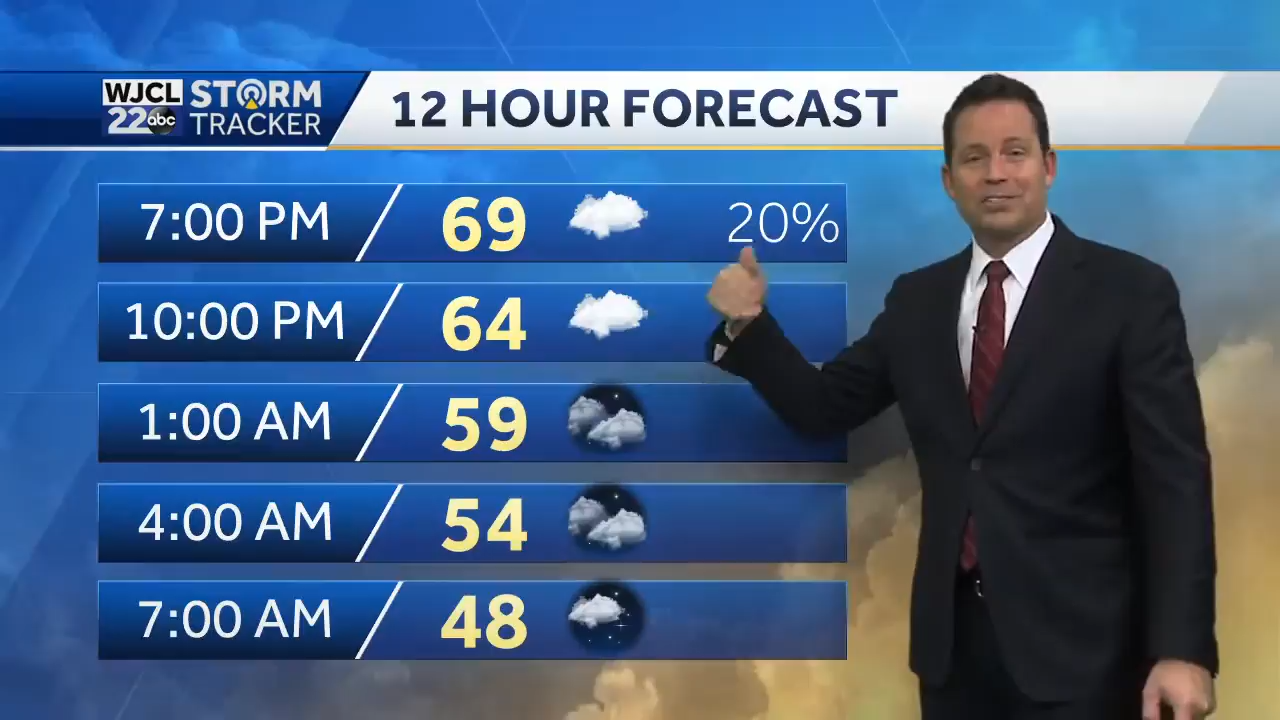 WJCL
22 abc
STORM
TRACKER
12 HOUR FORECAST
7:00 PM 69 20%
10:00 PM 64
1:00 AM 59
4:00 AM 54
7:00 AM 48